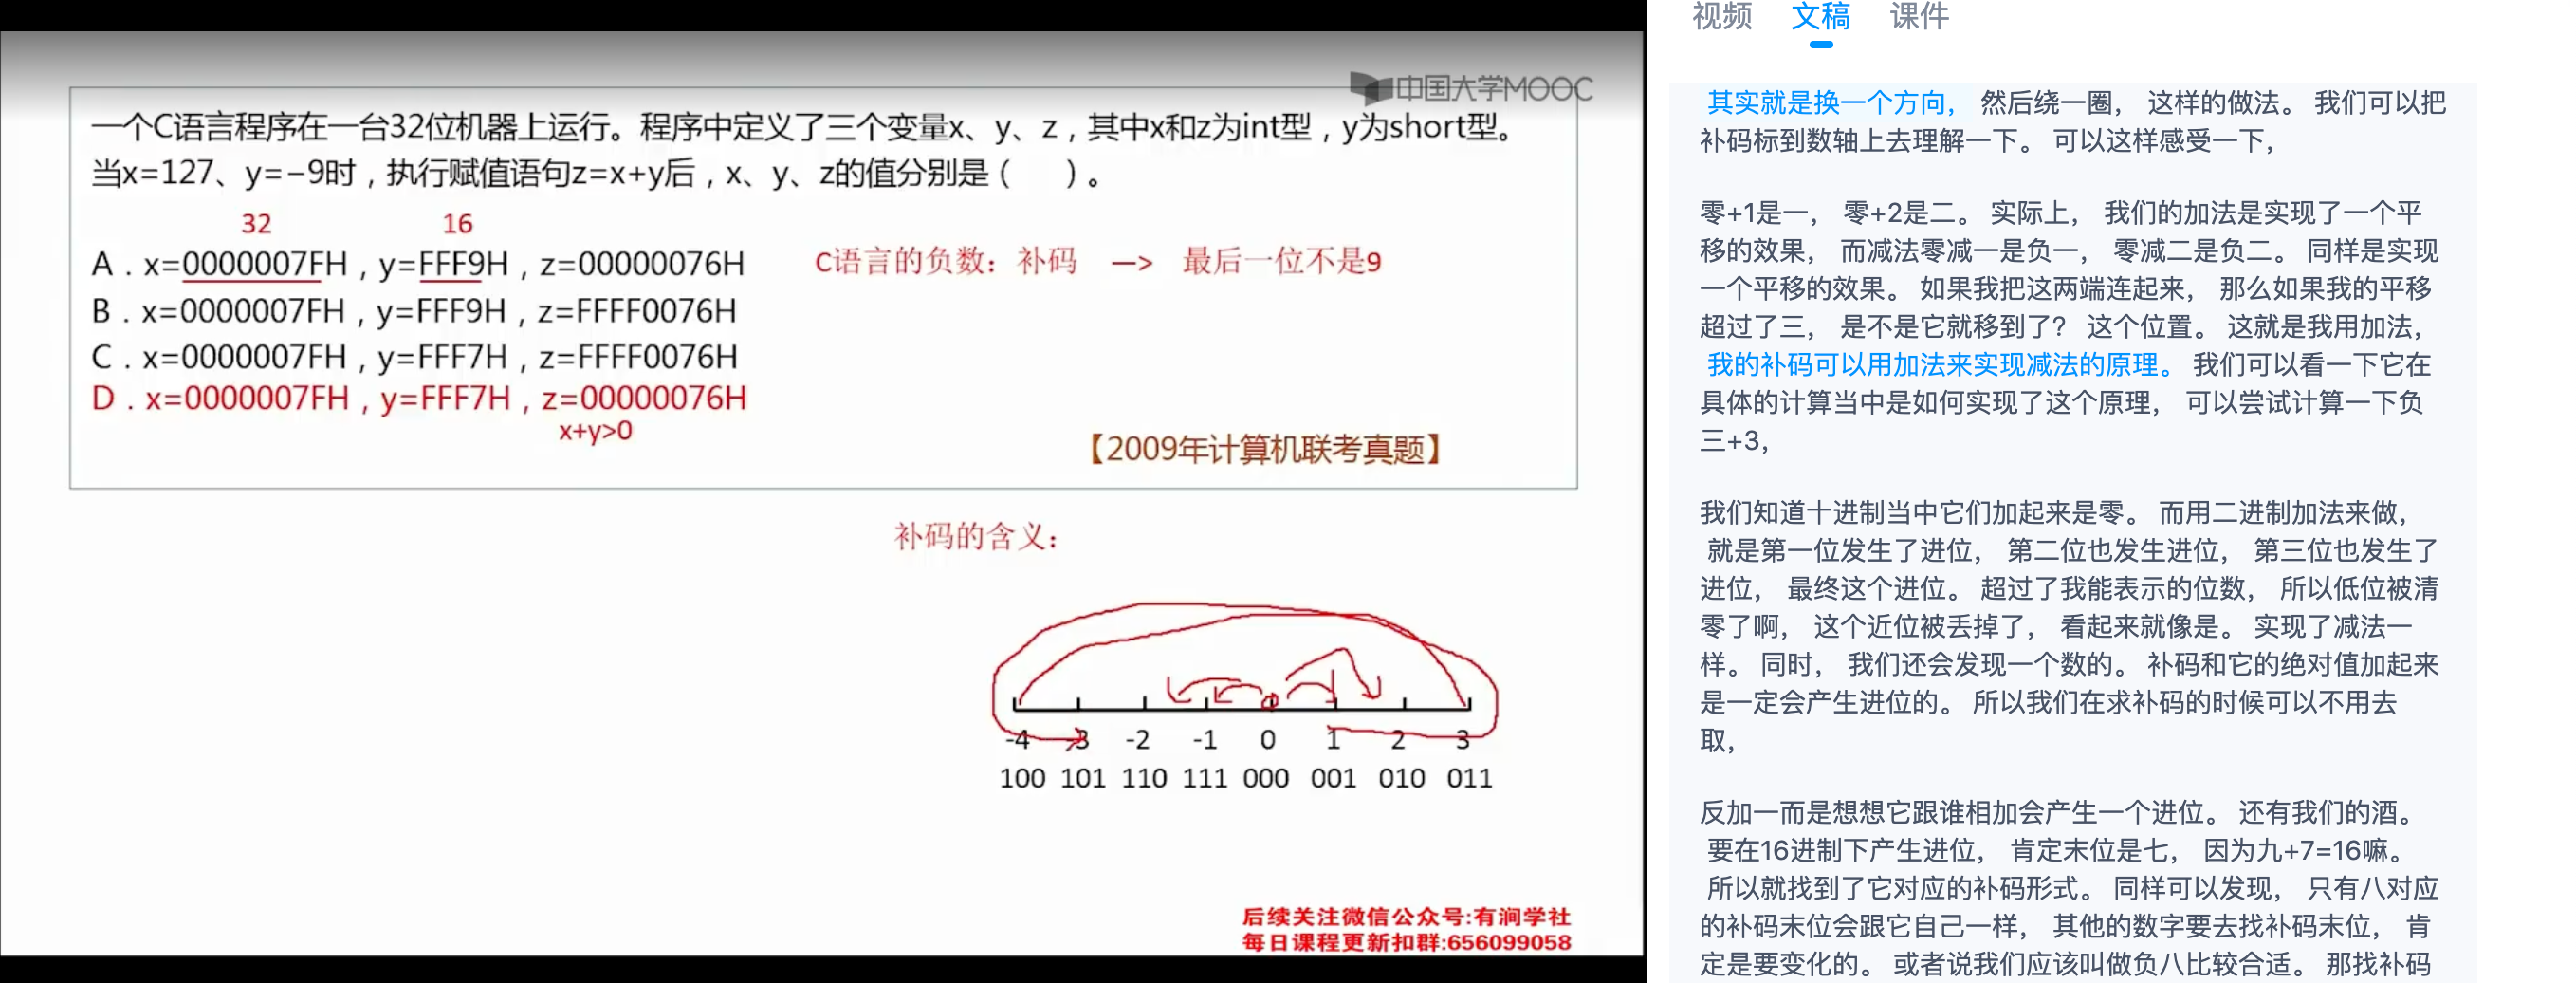 中国大学MOOC
一个C语言程序在一台32位机器上运行。程序中定义了三个变量x、y、z，其中x和z为int型，y为short型。
当x=127、y=−9时，执行赋值语句z=x+y后，x、y、z的值分别是（ ）。
32 16
A．x=0000007FH，y=FFF9H，z=00000076H C语言的负数：补码 —> 最后一位不是9
B．x=0000007FH，y=FFF9H，z=FFFF0076H
C．x=0000007FH，y=FFF7H，z=FFFF0076H
D．x=0000007FH，y=FFF7H，z=00000076H
x+y>0
【2009年计算机联考真题】
补码的含义：
-4 -3 -2 -1 0 1 2 3
100 101 110 111 000 001 010 011
后续关注微信公众号:有涧学社
每日课程更新扣群:656099058
视频 文稿 课件
其实就是换一个方向， 然后绕一圈， 这样的做法。 我们可以把
补码标到数轴上去理解一下。 可以这样感受一下，
零+1是一， 零+2是二。 实际上， 我们的加法是实现了一个平
移的效果， 而减法零减一是负一， 零减二是负二。 同样是实现
一个平移的效果。 如果我把这两端连起来， 那么如果我的平移
超过了三， 是不是它就移到了？ 这个位置。 这就是我用加法，
我的补码可以用加法来实现减法的原理。 我们可以看一下它在
具体的计算当中是如何实现了这个原理， 可以尝试计算一下负
三+3，
我们知道十进制当中它们加起来是零。 而用二进制加法来做，
就是第一位发生了进位， 第二位也发生进位， 第三位也发生了
进位， 最终这个进位。 超过了我能表示的位数， 所以低位被清
零了啊， 这个近位被丢掉了， 看起来就像是。 实现了减法一
样。 同时， 我们还会发现一个数的。 补码和它的绝对值加起来
是一定会产生进位的。 所以我们在求补码的时候可以不用去
取，
反加一而是想想它跟谁相加会产生一个进位。 还有我们的酒。
要在16进制下产生进位， 肯定末位是七， 因为九+7=16嘛。
所以就找到了它对应的补码形式。 同样可以发现， 只有八对应
的补码末位会跟它自己一样， 其他的数字要去找补码末位， 肯
定是要变化的。 或者说我们应该叫做负八比较合适。 那找补码